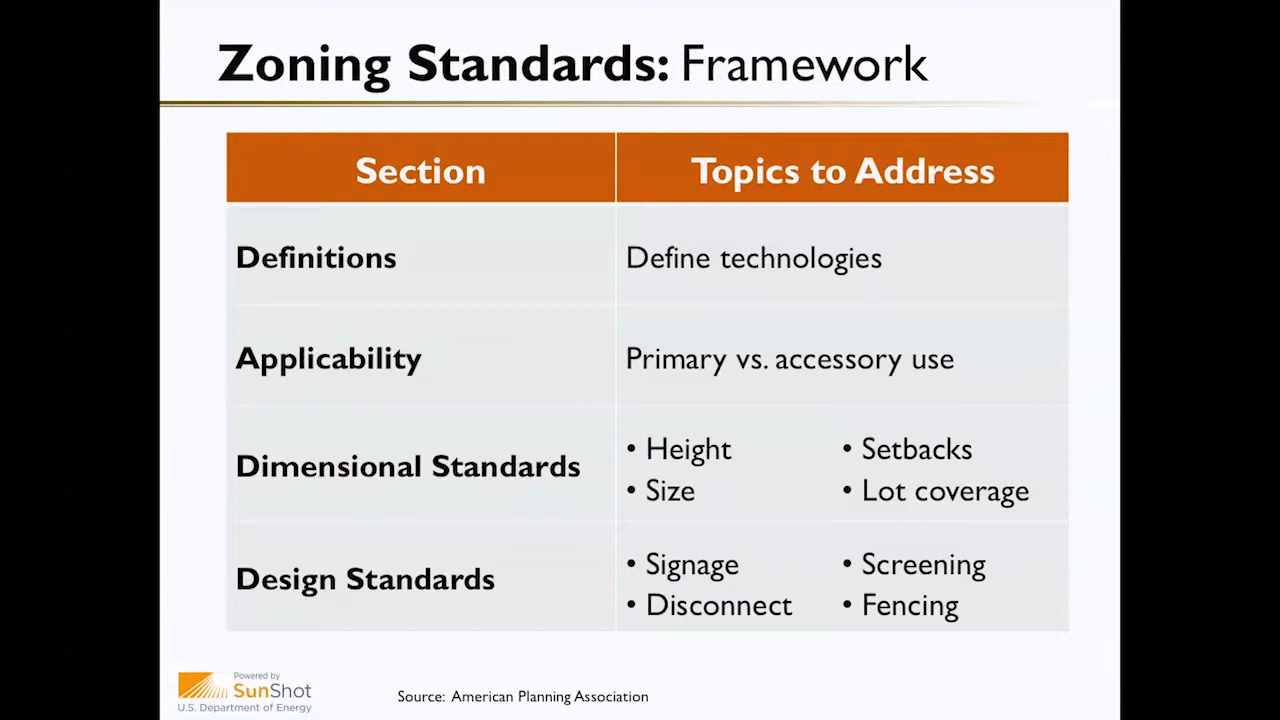 Zoning Standards: Framework
Section
Topics to Address
Definitions
Define technologies
Applicability
Primary vs. accessory use
Dimensional Standards
• Height
• Setbacks
• Size
• Lot coverage
Design Standards
• Signage
• Screening
• Disconnect
• Fencing
Powered by
SunShot
U.S. Department of Energy
Source: American Planning Association